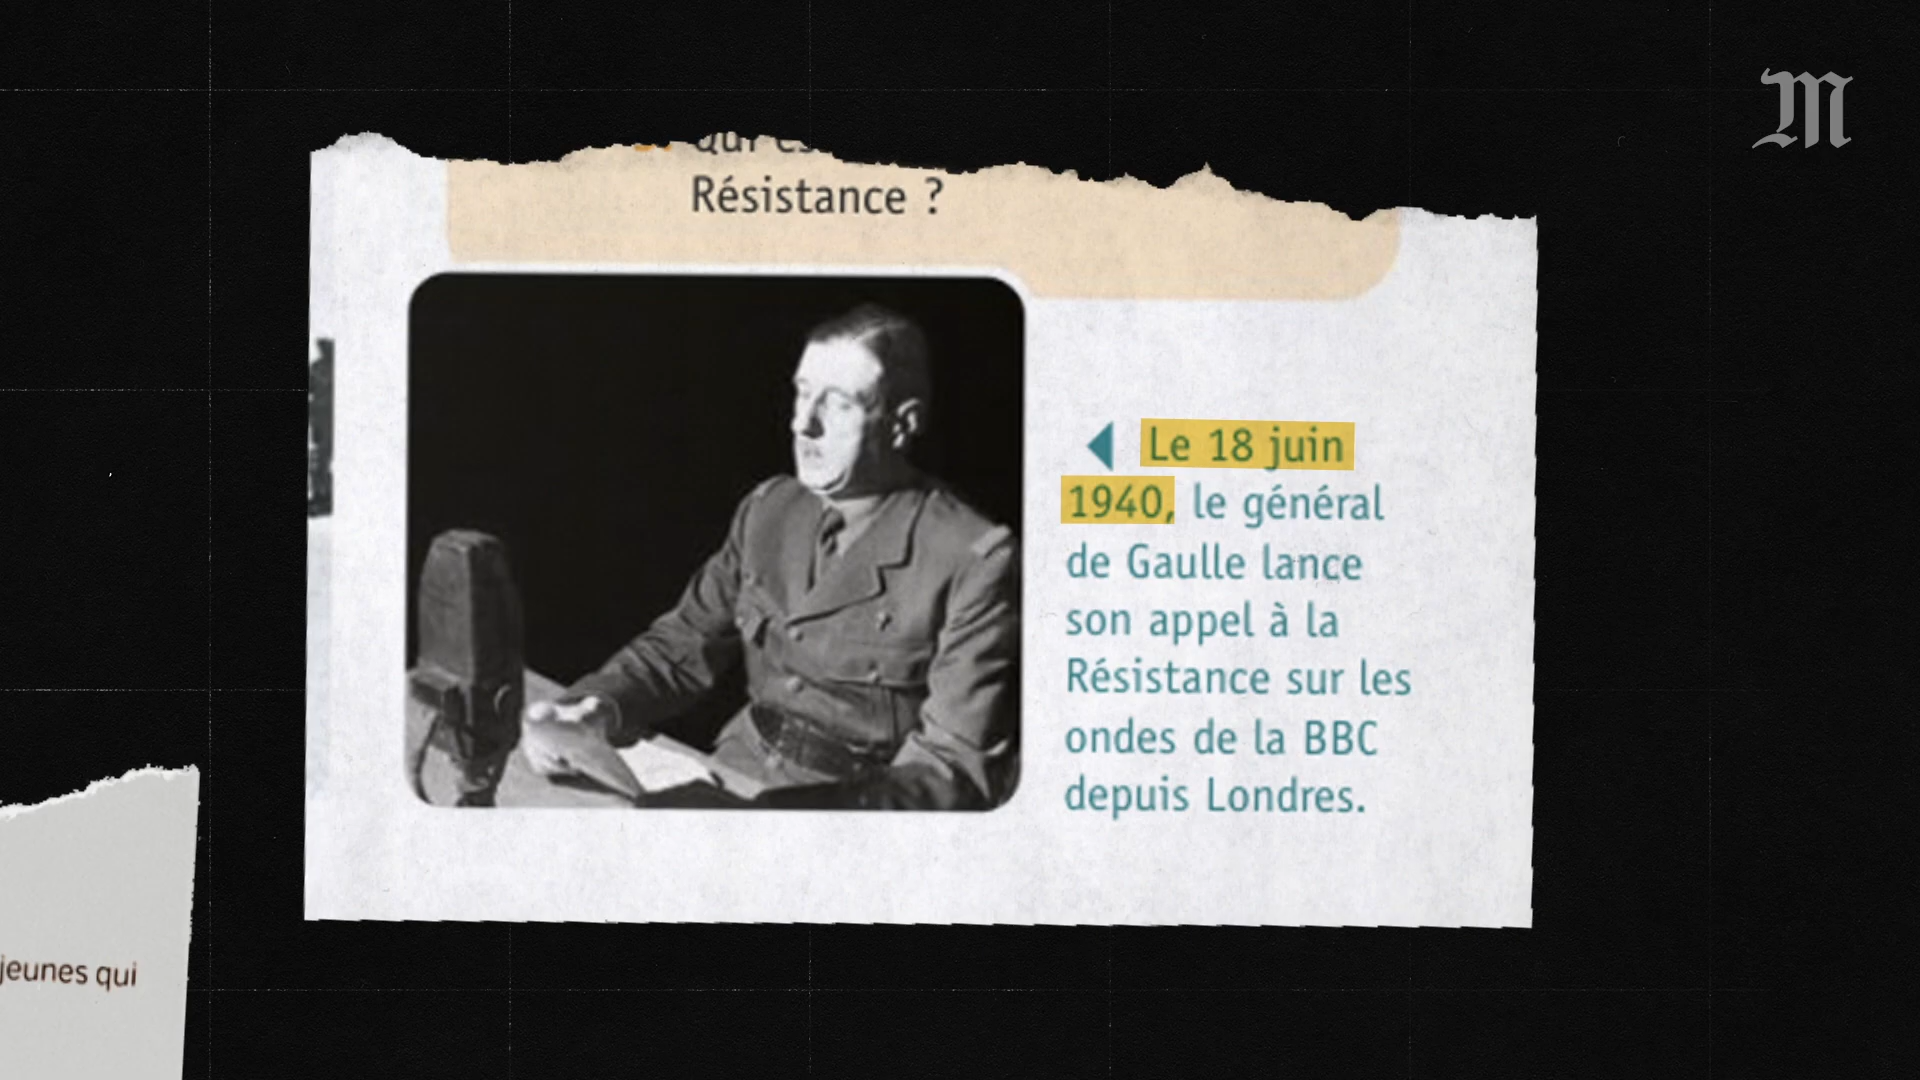 Résistance ?
Le 18 juin
1940, le général
de Gaulle lance
son appel à la
Résistance sur les
ondes de la BBC
depuis Londres.
jeunes qui
M